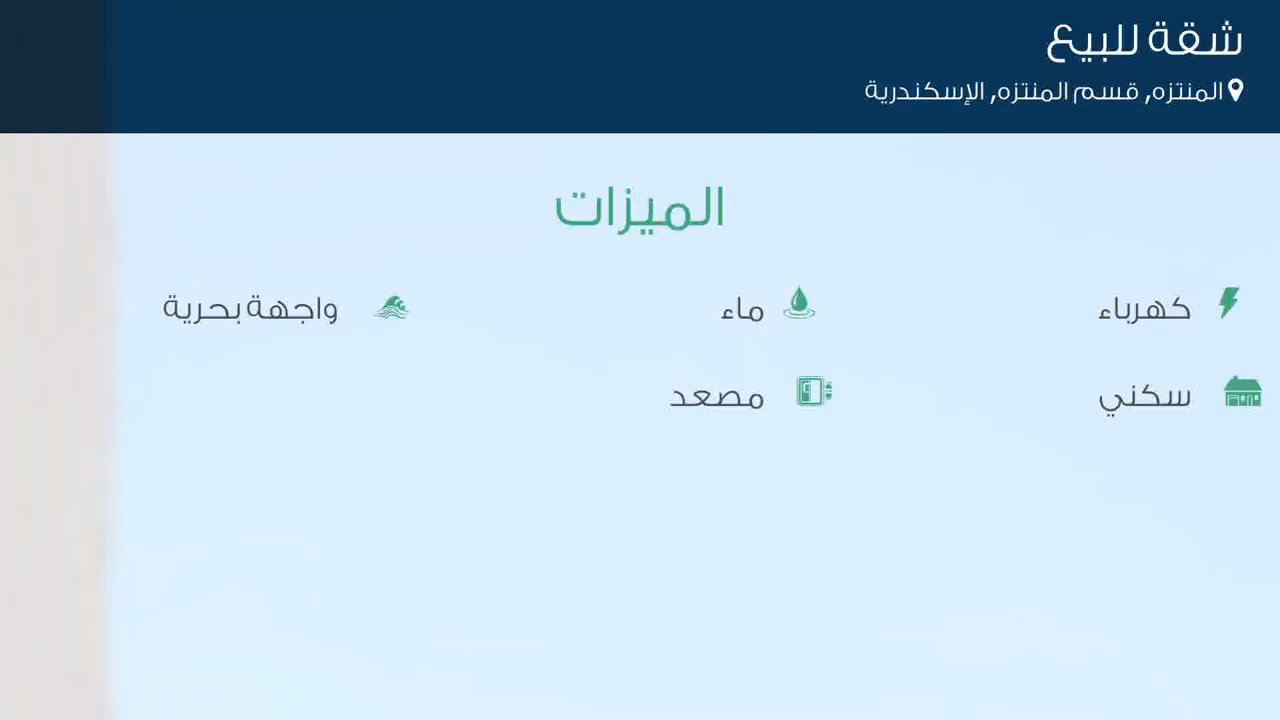 شقة للبيع
المنتزه, قسم المنتزه, الإسكندرية
الميزات
كهرباء
ماء
واجهة بحرية
سكني
مصعد